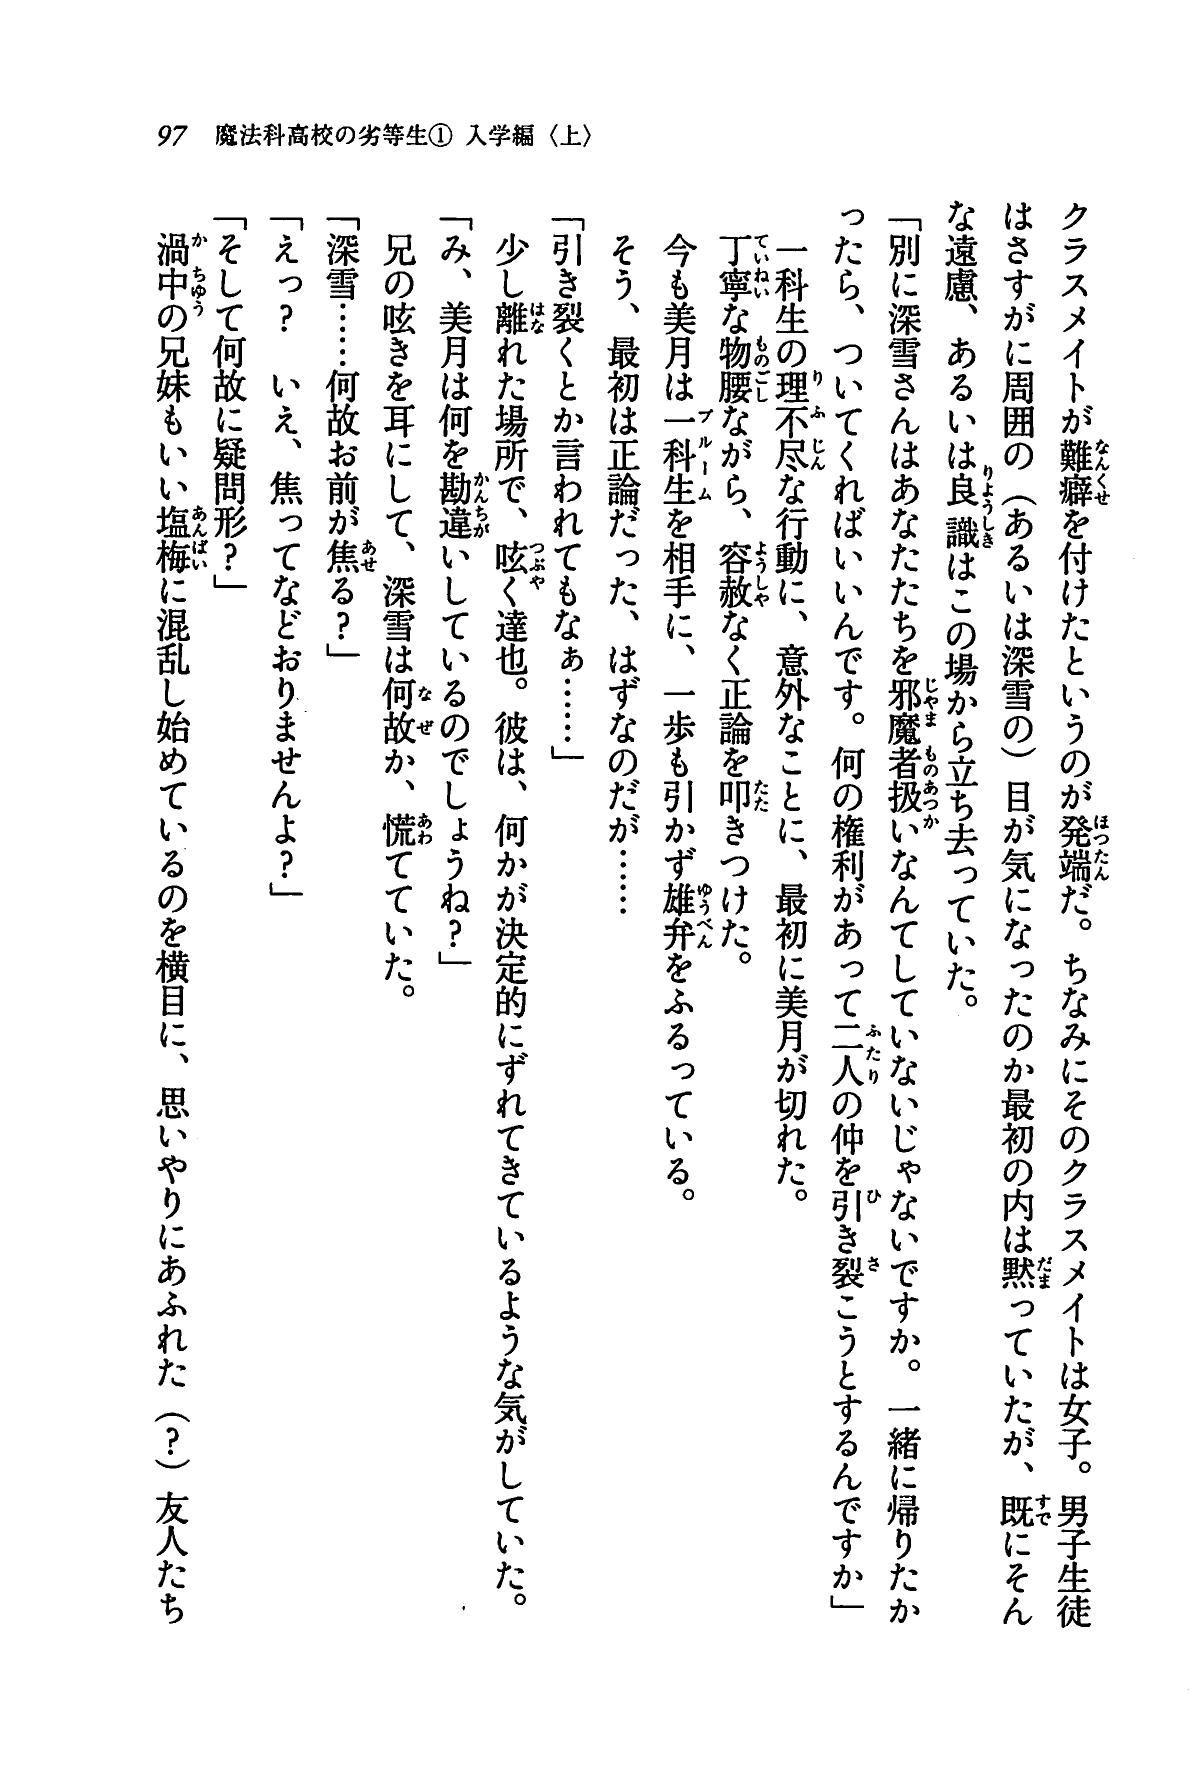 97 魔法科高校の劣等生① 入学編〈上〉
クラスメイトが難癖を付けたというのが発端だ。ちなみにそのクラスメイトは女子。男子生徒
はさすがに周囲の（あるいは深雪の）目が気になったのか最初の内は黙っていたが、既にそん
な遠慮、あるいは良識はこの場から立ち去っていた。
「別に深雪さんはあなたたちを邪魔者扱いなんてしていないじゃないですか。一緒に帰りたか
ったら、ついてくればいいんです。何の権利があって二人の仲を引き裂こうとするんですか」
一科生の理不尽な行動に、意外なことに、最初に美月が切れた。
丁寧な物腰ながら、容赦なく正論を叩きつけた。
今も美月は一科生を相手に、一歩も引かず雄弁をふるっている。
そう、最初は正論だった、はずなのだが……
「引き裂くとか言われてもなぁ……」
少し離れた場所で、呟く達也。彼は、何かが決定的にずれてきているような気がしていた。
「み、美月は何を勘違いしているのでしょうね？」
兄の呟きを耳にして、深雪は何故か、慌てていた。
「深雪……何故お前が焦る？」
「えっ？　いえ、焦ってなどおりませんよ？」
「そして何故に疑問形？」
渦中の兄妹もいい塩梅に混乱し始めているのを横目に、思いやりにあふれた（？）友人たち